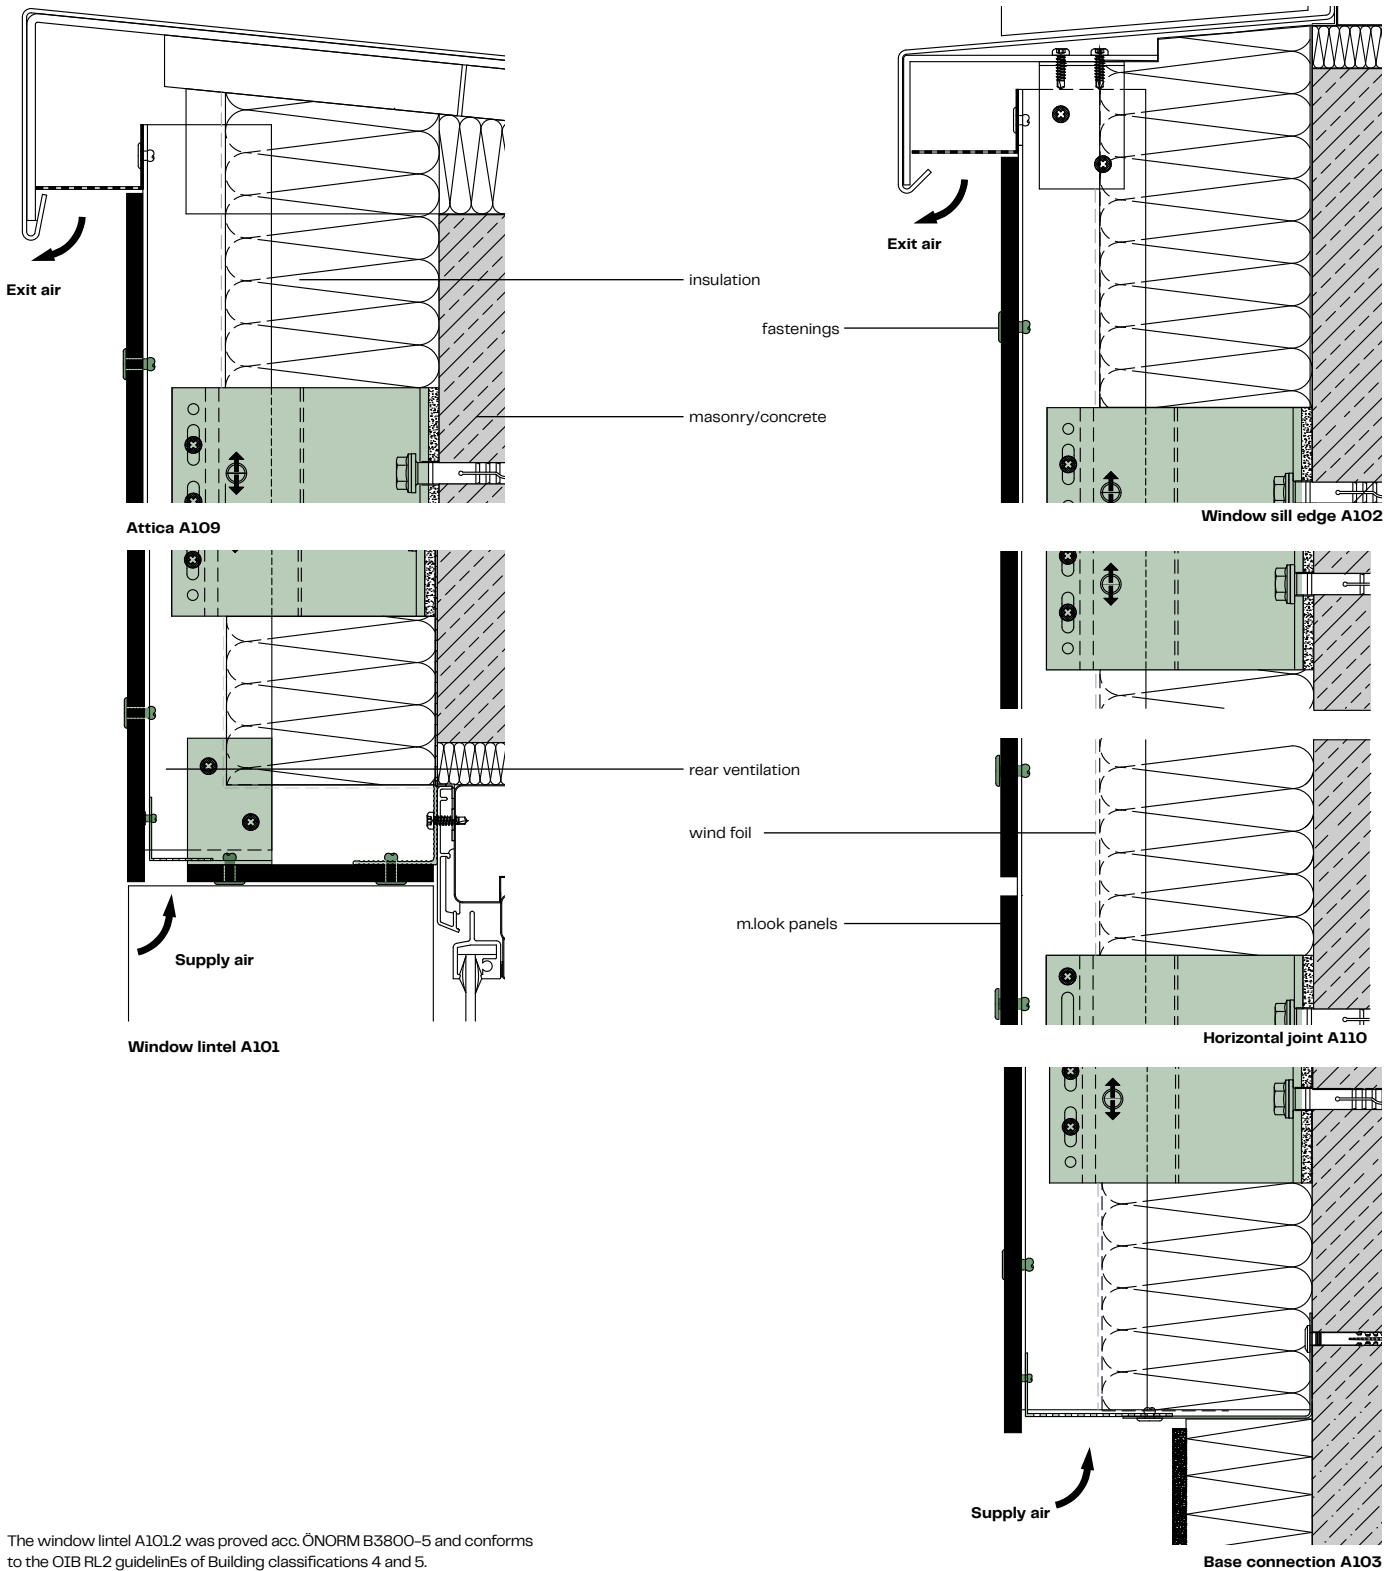 Exit air
Exit air
insulation
fastenings
masonry/concrete
Attica A109
Window sill edge A102
rear ventilation
wind foil
m.look panels
Supply air
Window lintel A101
Horizontal joint A110
Supply air
The window lintel A101.2 was proved acc. ÖNORM B3800-5 and conforms
to the OIB RL2 guidelinEs of Building classifications 4 and 5.
Base connection A103